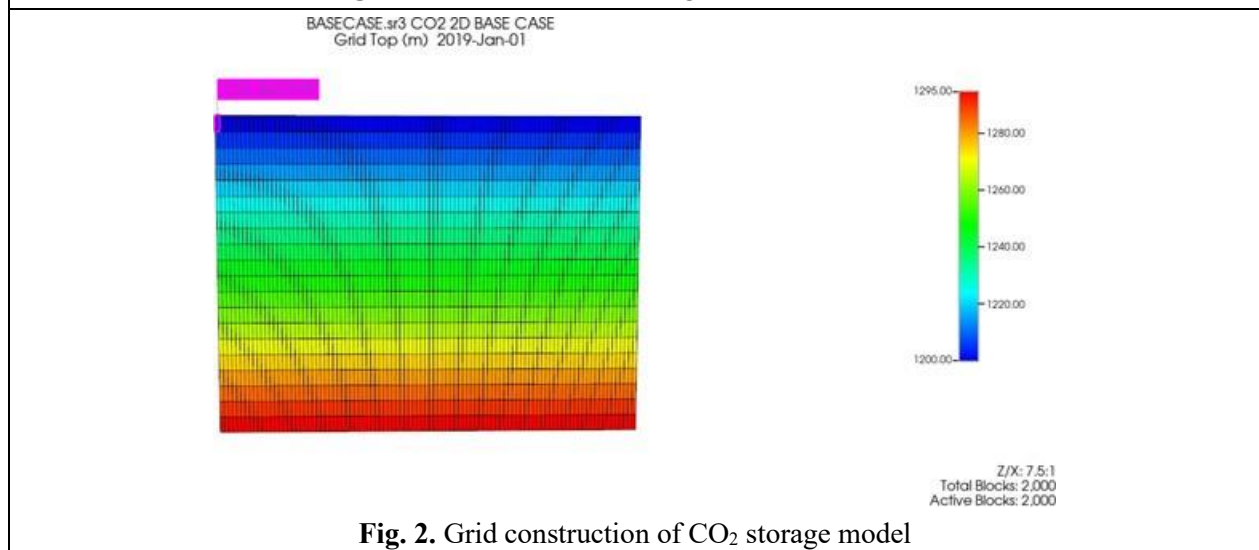 BASECASE.sr3 CO2 2D BASE CASE
Grid Top (m) 2019-Jan-01
1295.00
1280.00
1260.00
1240.00
1220.00
1200.00
Z/X: 7.5:1
Total Blocks: 2,000
Active Blocks: 2,000
Fig. 2. Grid construction of CO₂ storage model